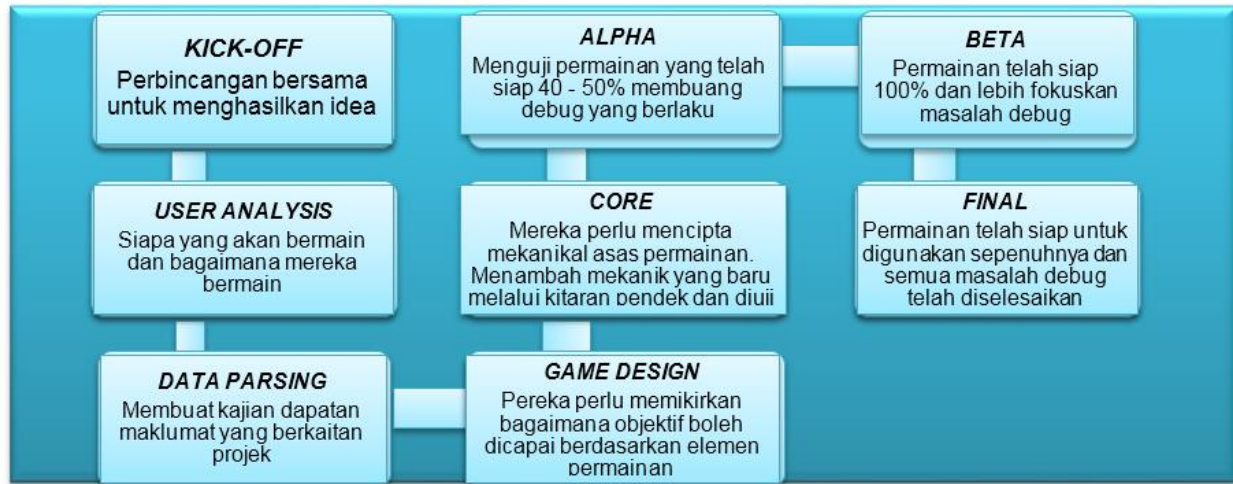 KICK-OFF
Perbincangan bersama
untuk menghasilkan idea
USER ANALYSIS
Siapa yang akan bermain
dan bagaimana mereka
bermain
DATA PARSING
Membuat kajian dapatan
maklumat yang berkaitan
projek
GAME DESIGN
Pereka perlu memikirkan
bagaimana objektif boleh
dicapai berdasarkan elemen
permainan
CORE
Mereka perlu mencipta
mekanikal asas permainan.
Menambah mekanik yang baru
melalui kitaran pendek dan diuji
ALPHA
Menguji permainan yang telah
siap 40 - 50% membuang
debug yang berlaku
BETA
Permainan telah siap
100% dan lebih fokuskan
masalah debug
FINAL
Permainan telah siap untuk
digunakan sepenuhnya dan
semua masalah debug
telah diselesaikan